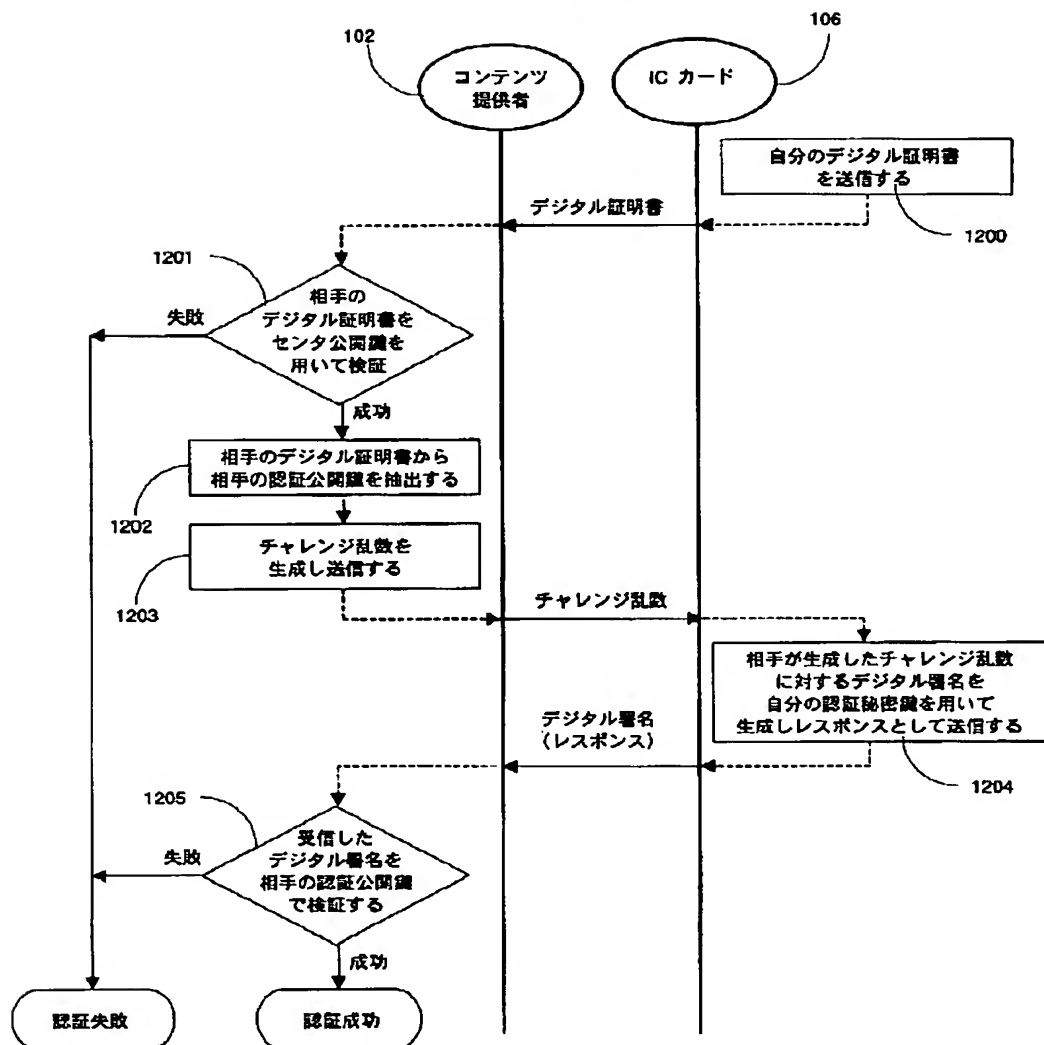 102
106
コンテンツ
提供者
IC カード
自分のデジタル証明書
を送信する
1200
デジタル証明書
1201
相手の
デジタル証明書を
センタ公開鍵を
用いて検証
失敗
成功
相手のデジタル証明書から
相手の認証公開鍵を抽出する
1202
チャレンジ乱数を
生成し送信する
1203
チャレンジ乱数
相手が生成したチャレンジ乱数
に対するデジタル署名を
自分の認証秘密鍵を用いて
生成しレスポンスとして送信する
1204
デジタル署名
（レスポンス）
1205
受信した
デジタル署名を
相手の認証公開鍵
で検証する
失敗
成功
認証失敗
認証成功